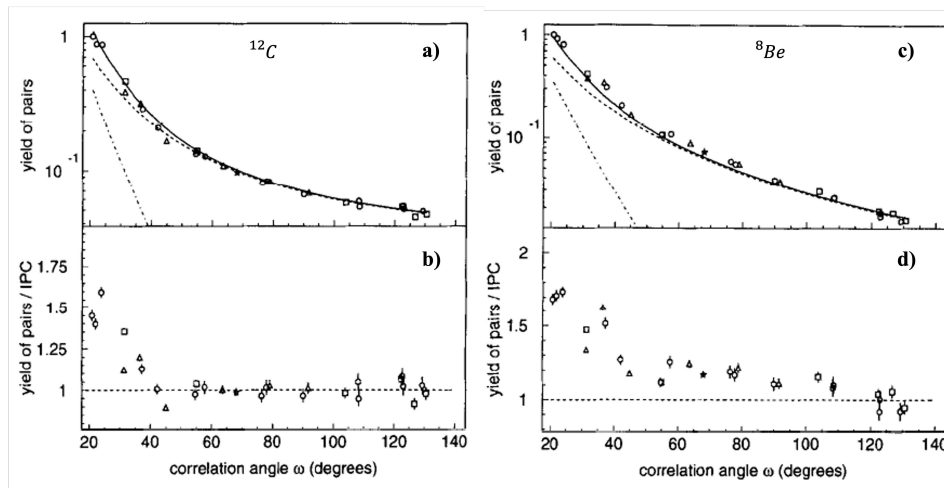 ¹²C
a)
yield of pairs
1
10⁻¹
b)
yield of pairs / IPC
1.75
1.5
1.25
1
20 40 60 80 100 120 140
correlation angle ω (degrees)
⁸Be
c)
yield of pairs
1
10⁻¹
d)
yield of pairs / IPC
2
1.5
1
20 40 60 80 100 120 140
correlation angle ω (degrees)